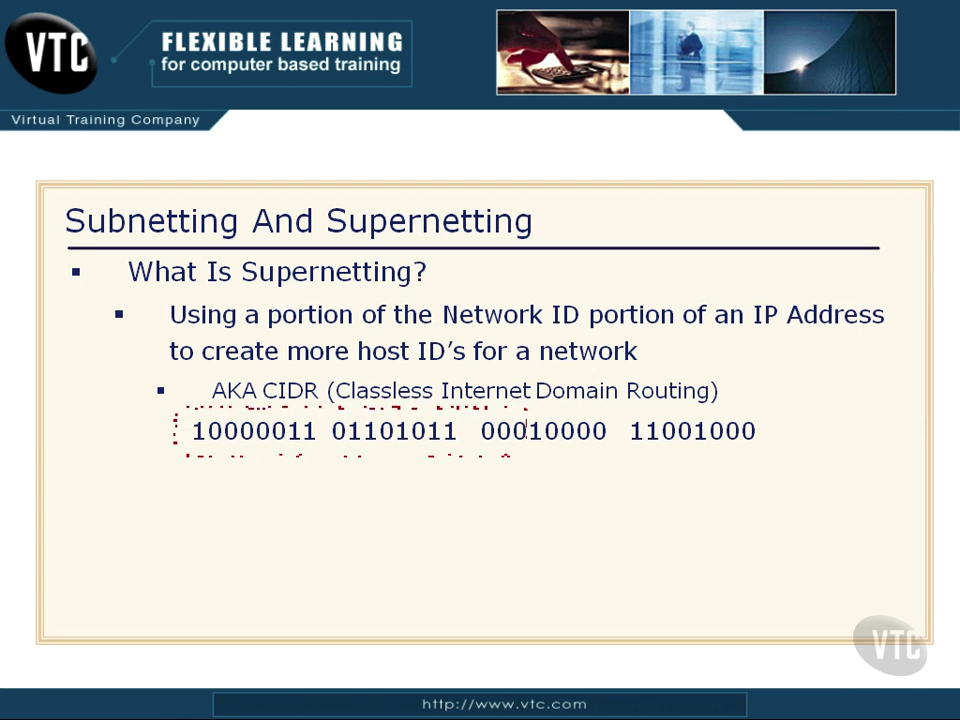 VTC
FLEXIBLE LEARNING
for computer based training
Virtual Training Company
Subnetting And Supernetting
▪ What Is Supernetting?
▪ Using a portion of the Network ID portion of an IP Address
to create more host ID's for a network
▪ AKA CIDR (Classless Internet Domain Routing)
10000011 01101011 00010000 11001000
VTC
http://www.vtc.com